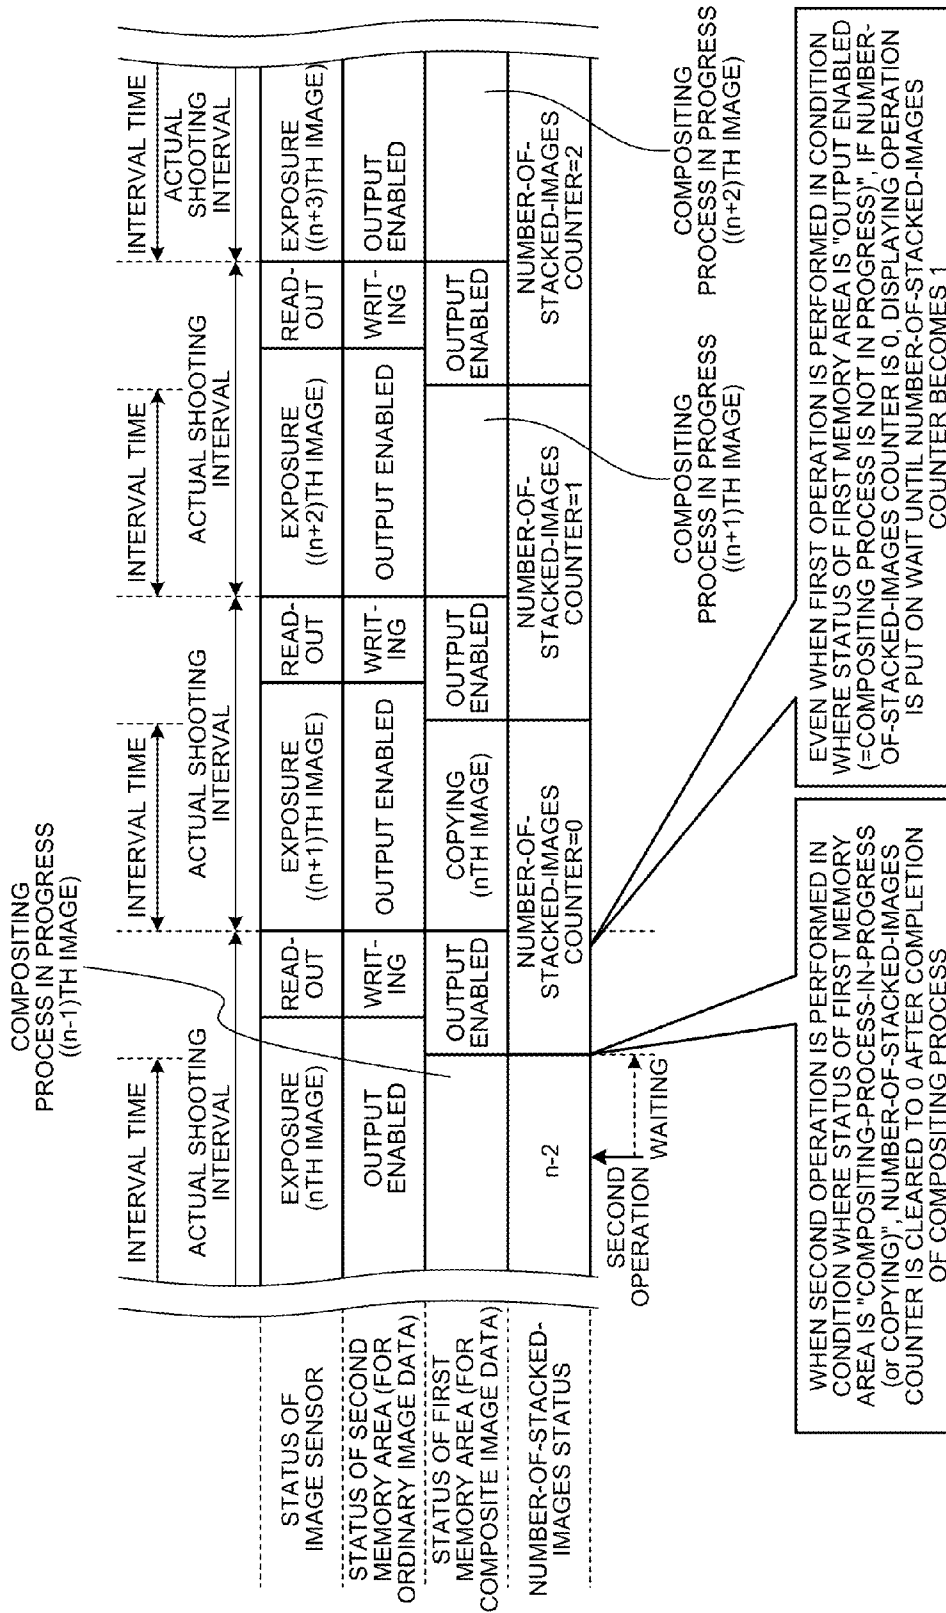 COMPOSITING
PROCESS IN PROGRESS
((n-1)TH IMAGE)
INTERVAL TIME
INTERVAL TIME
INTERVAL TIME
INTERVAL TIME
ACTUAL SHOOTING
INTERVAL
ACTUAL SHOOTING
INTERVAL
ACTUAL SHOOTING
INTERVAL
ACTUAL
SHOOTING
INTERVAL
STATUS OF
IMAGE SENSOR
EXPOSURE
(nTH IMAGE)
READ-
OUT
EXPOSURE
((n+1)TH IMAGE)
READ-
OUT
EXPOSURE
((n+2)TH IMAGE)
READ-
OUT
EXPOSURE
((n+3)TH IMAGE)
STATUS OF SECOND
MEMORY AREA (FOR
ORDINARY IMAGE DATA)
OUTPUT
ENABLED
WRIT-
ING
OUTPUT ENABLED
WRIT-
ING
OUTPUT ENABLED
WRIT-
ING
OUTPUT
ENABLED
STATUS OF FIRST
MEMORY AREA (FOR
COMPOSITE IMAGE DATA)
OUTPUT
ENABLED
COPYING
(nTH IMAGE)
OUTPUT
ENABLED
OUTPUT
ENABLED
NUMBER-OF-STACKED-
IMAGES STATUS
n-2
NUMBER-OF-
STACKED-IMAGES
COUNTER=0
NUMBER-OF-
STACKED-IMAGES
COUNTER=1
NUMBER-OF-
STACKED-IMAGES
COUNTER=2
SECOND
OPERATION
WAITING
COMPOSITING
PROCESS IN PROGRESS
((n+1)TH IMAGE)
COMPOSITING
PROCESS IN PROGRESS
((n+2)TH IMAGE)
WHEN SECOND OPERATION IS PERFORMED IN
CONDITION WHERE STATUS OF FIRST MEMORY
AREA IS "COMPOSITING-PROCESS-IN-PROGRESS
(or COPYING)", NUMBER-OF-STACKED-IMAGES
COUNTER IS CLEARED TO 0 AFTER COMPLETION
OF COMPOSITING PROCESS
EVEN WHEN FIRST OPERATION IS PERFORMED IN CONDITION
WHERE STATUS OF FIRST MEMORY AREA IS "OUTPUT ENABLED
(=COMPOSITING PROCESS IS NOT IN PROGRESS)", IF NUMBER-
OF-STACKED-IMAGES COUNTER IS 0, DISPLAYING OPERATION
IS PUT ON WAIT UNTIL NUMBER-OF-STACKED-IMAGES
COUNTER BECOMES 1